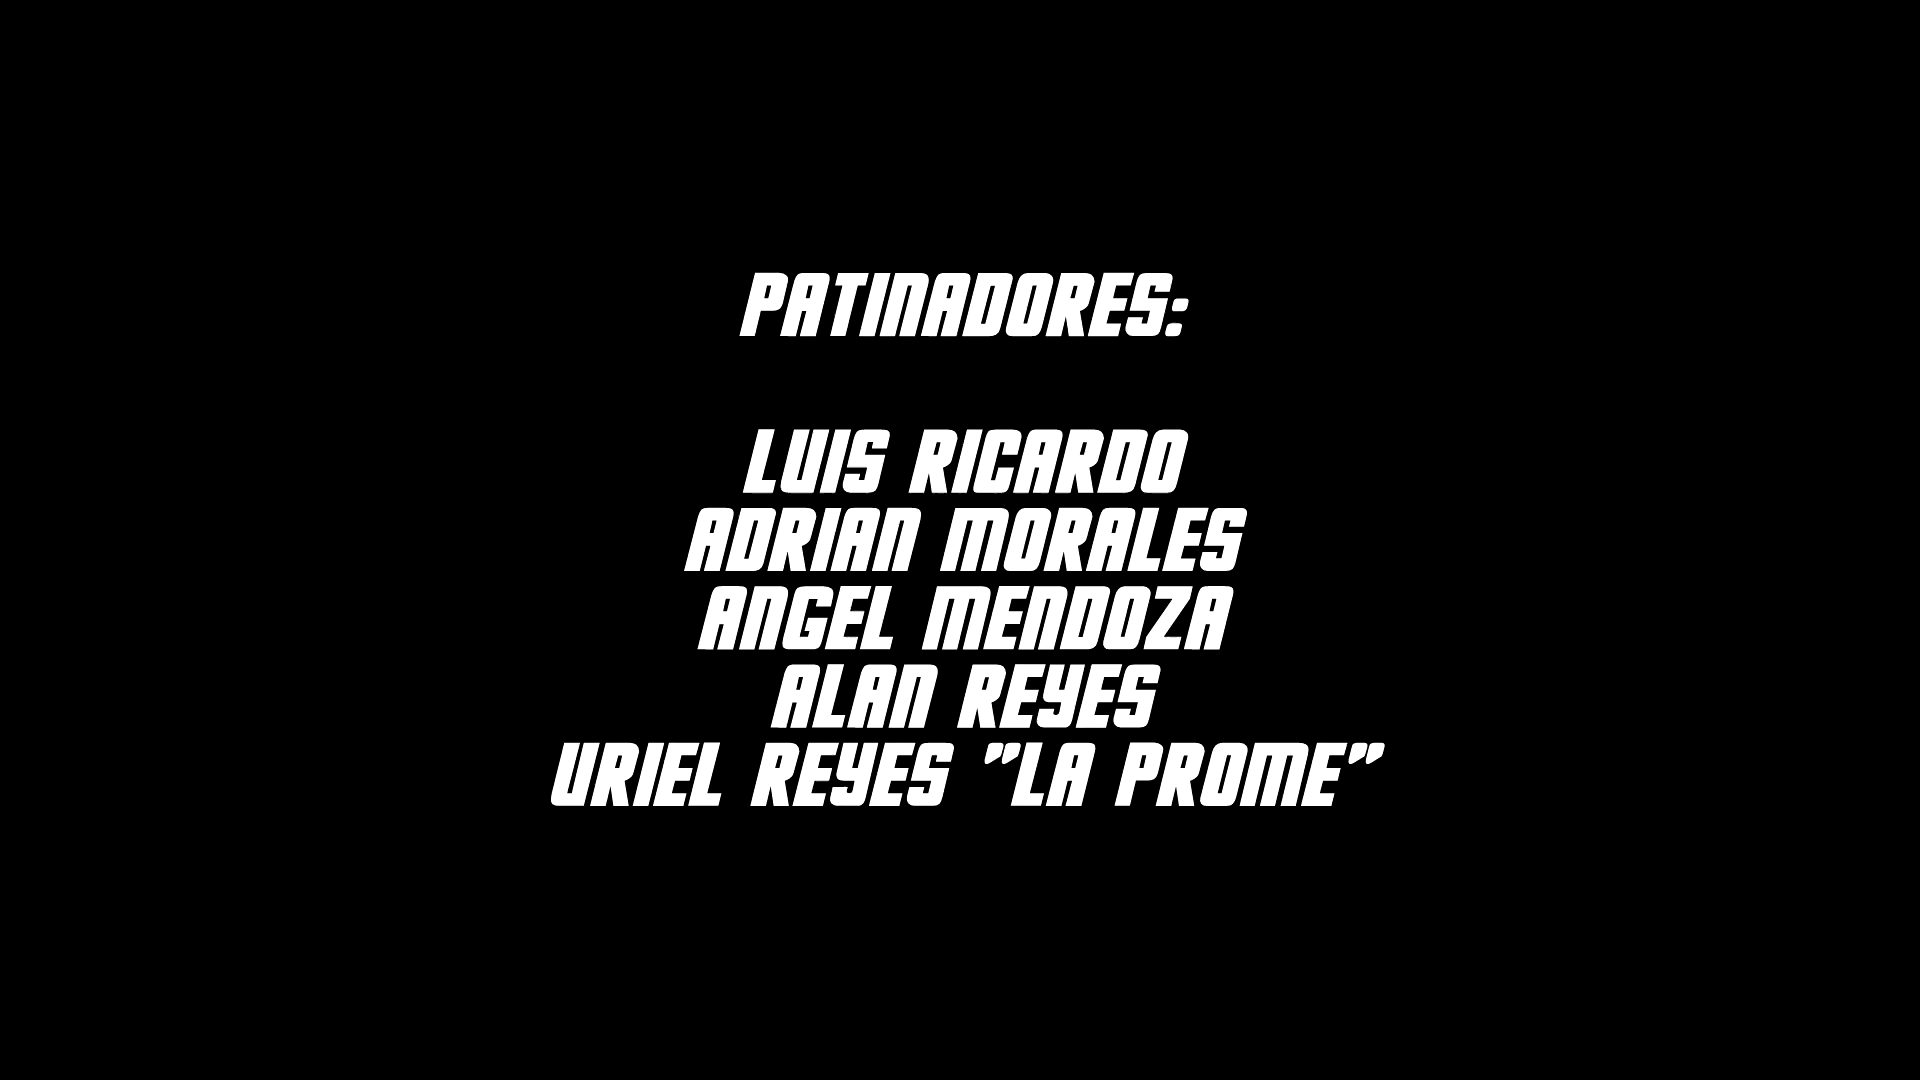 PATINADORES:
LUIS RICARDO
ADRIAN MORALES
ANGEL MENDOZA
ALAN REYES
URIEL REYES "LA PROME"